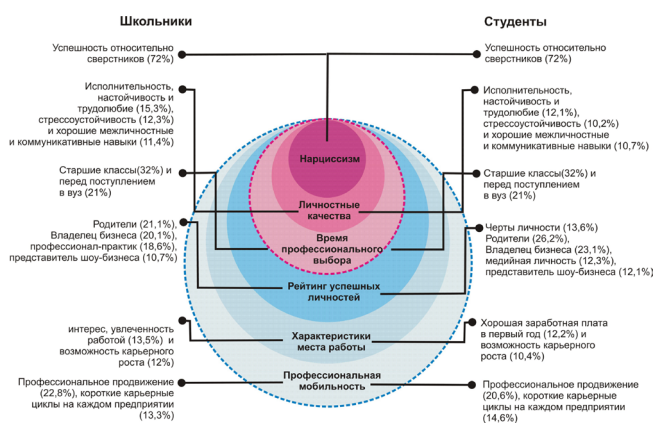 Школьники
Успешность относительно
сверстников (72%)
Исполнительность,
настойчивость и
трудолюбие (15,3%),
стрессоустойчивость (12,3%)
и хорошие межличностные
и коммуникативные навыки (11,4%)
Старшие классы(32%) и
перед поступлением
в вуз (21%)
Родители (21,1%),
Владелец бизнеса (20,1%),
профессионал-практик (18,6%),
представитель шоу-бизнеса (10,7%)
интерес, увлеченность
работой (13,5%) и
возможность карьерного
роста (12%)
Профессиональное продвижение
(22,8%), короткие карьерные
циклы на каждом предприятии
(13,3%)
Нарциссизм
Личностные
качества
Время
профессионального
выбора
Рейтинг успешных
личностей
Характеристики
места работы
Профессиональная
мобильность
Студенты
Успешность относительно
сверстников (72%)
Исполнительность,
настойчивость и
трудолюбие (12,1%),
стрессоустойчивость (10,2%)
и хорошие межличностные
и коммуникативные навыки (10,7%)
Старшие классы(32%) и
перед поступлением
в вуз (21%)
Черты личности (13,6%)
Родители (26,2%),
Владелец бизнеса (23,1%),
медийная личность (12,3%),
представитель шоу-бизнеса (12,1%)
Хорошая заработная плата
в первый год (12,2%) и
возможность карьерного
роста (10,4%)
Профессиональное продвижение
(20,6%), короткие карьерные
циклы на каждом предприятии
(14,6%)